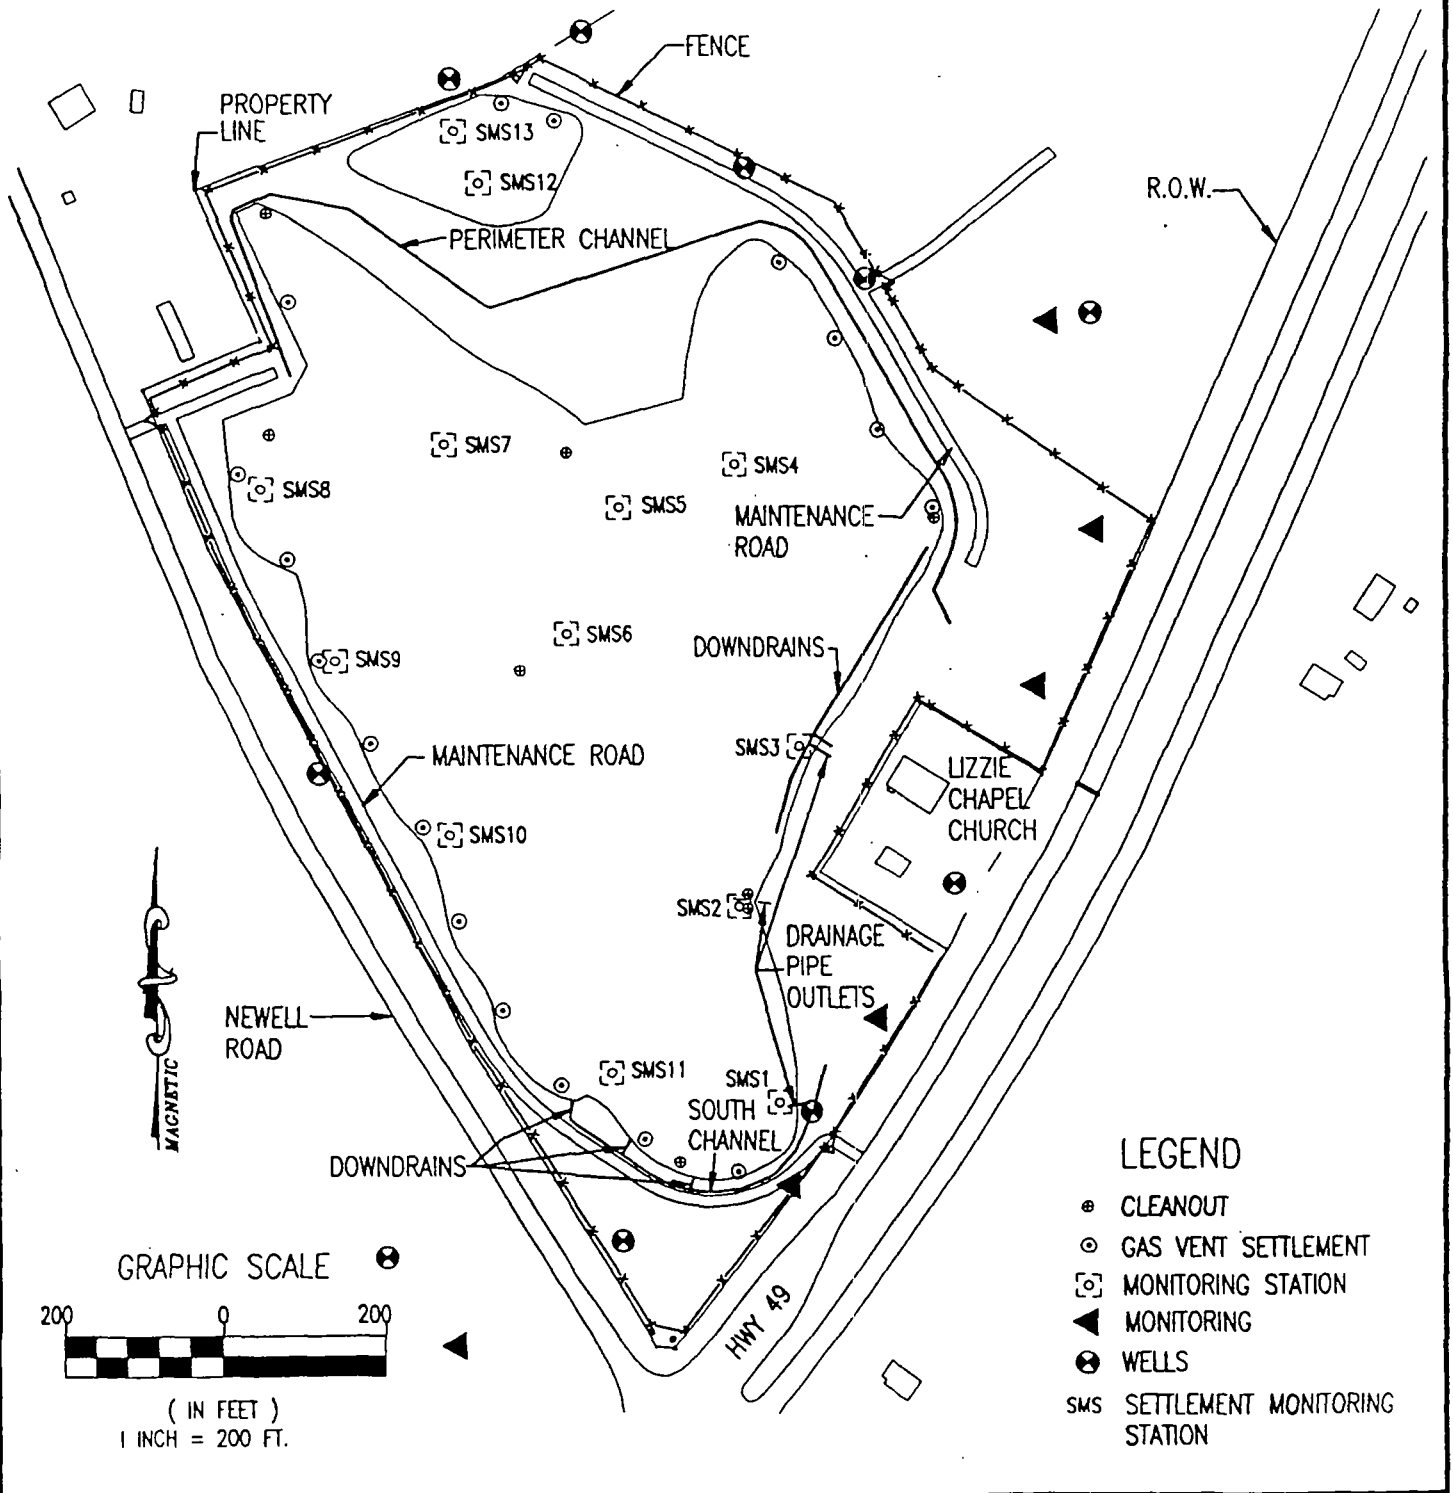 FENCE
PROPERTY
LINE
SMS13
SMS12
R.O.W.
PERIMETER CHANNEL
SMS7
SMS4
SMS8
SMS5
MAINTENANCE
ROAD
SMS6
DOWNDRAINS
SMS9
SMS3
MAINTENANCE ROAD
LIZZIE
CHAPEL
CHURCH
SMS10
SMS2
DRAINAGE
PIPE
OUTLETS
NEWELL
ROAD
MAGNETIC
SMS11
SMS1
SOUTH
CHANNEL
DOWNDRAINS
HWY 49
GRAPHIC SCALE
200 0 200
( IN FEET )
1 INCH = 200 FT.
LEGEND
CLEANOUT
GAS VENT SETTLEMENT
MONITORING STATION
MONITORING
WELLS
SMS SETTLEMENT MONITORING
STATION